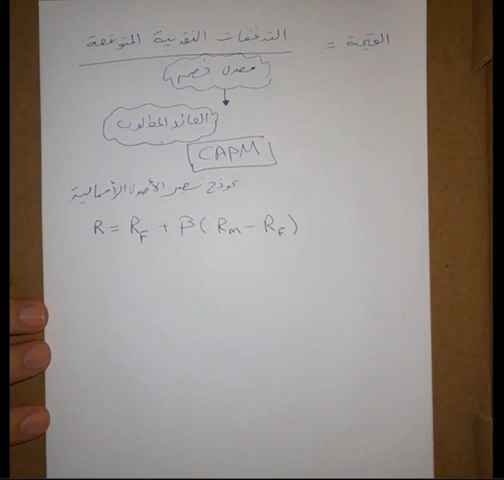 القيمة = التدفقات النقدية المتوقعة
معدل خصم
العائد المطلوب
CAPM
نموذج تسعير الأصول الرأسمالية
R = R_F + β ( R_m - R_F )